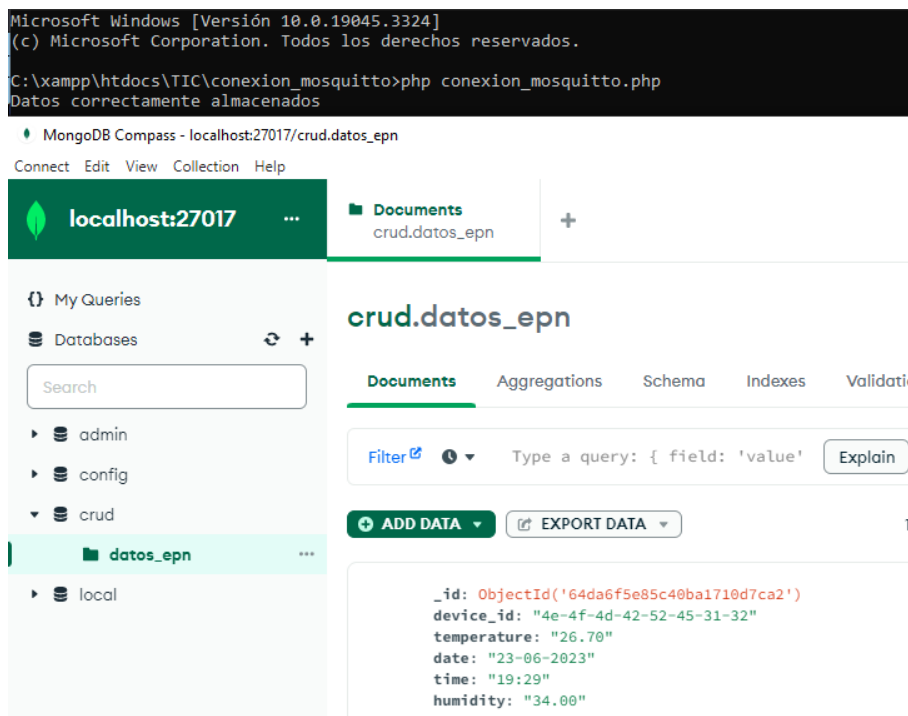 Microsoft Windows [Versión 10.0.19045.3324]
(c) Microsoft Corporation. Todos los derechos reservados.
C:\xampp\htdocs\TIC\conexion_mosquitto>php conexion_mosquitto.php
Datos correctamente almacenados
MongoDB Compass - localhost:27017/crud.datos_epn
Connect Edit View Collection Help
localhost:27017 ...
Documents
crud.datos_epn
+
{} My Queries
Databases
+
Search
admin
config
crud
datos_epn ...
local
crud.datos_epn
Documents Aggregations Schema Indexes Validati
Filter Type a query: { field: 'value' Explain
ADD DATA EXPORT DATA 1
_id: ObjectId('64da6f5e85c40ba1710d7ca2')
device_id: "4e-4f-4d-42-52-45-31-32"
temperature: "26.70"
date: "23-06-2023"
time: "19:29"
humidity: "34.00"